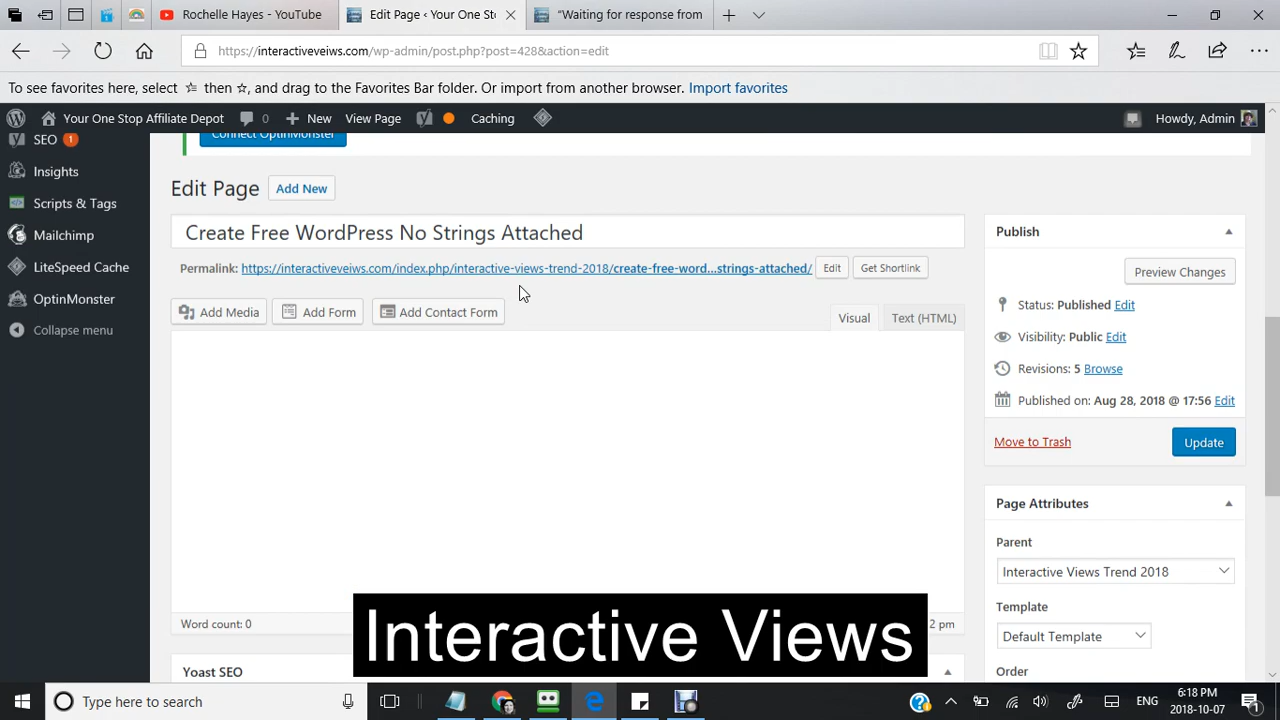 Rochelle Hayes - YouTube
Edit Page ‹ Your One Sto
"Waiting for response from
https://interactiveveiws.com/wp-admin/post.php?post=428&action=edit
To see favorites here, select then ☆, and drag to the Favorites Bar folder. Or import from another browser. Import favorites
Your One Stop Affiliate Depot 0 New View Page Caching Howdy, Admin
SEO 1
Connect OptinMonster
Insights
Scripts & Tags
Mailchimp
LiteSpeed Cache
OptinMonster
Collapse menu
Edit Page Add New
Create Free WordPress No Strings Attached
Permalink: https://interactiveveiws.com/index.php/interactive-views-trend-2018/create-free-word...strings-attached/ Edit Get Shortlink
Add Media Add Form Add Contact Form Visual Text (HTML)
Word count: 0 2 pm
Yoast SEO
Publish
Preview Changes
Status: Published Edit
Visibility: Public Edit
Revisions: 5 Browse
Published on: Aug 28, 2018 @ 17:56 Edit
Move to Trash Update
Page Attributes
Parent
Interactive Views Trend 2018
Template
Default Template
Order
Interactive Views
Type here to search
ENG
6:18 PM
2018-10-07
1